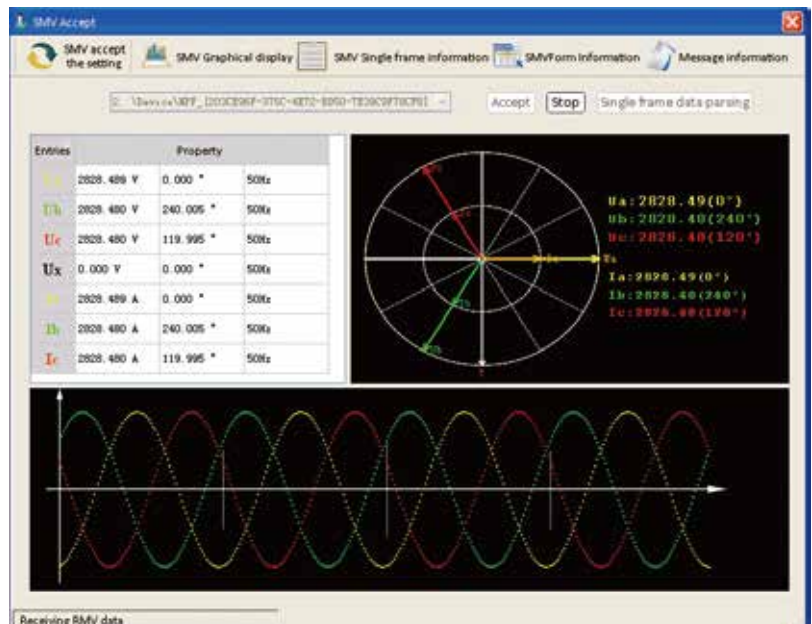 SMV Accept
SMV accept the setting
SMV Graphical display
SMV Single frame information
SMVForm Information
Message information
Accept Stop Single frame data parsing
Entries Property
2828.489 V 0.000 ° 50Hz
Ub 2828.480 V 240.005 ° 50Hz
Uc 2828.480 V 119.995 ° 50Hz
Ux 0.000 V 0.000 °
2828.489 A 0.000 ° 50Hz
Ib 2828.480 A 240.005 ° 50Hz
Ic 2828.480 A 119.995 ° 50Hz
Ua:2828.49(0°)
Ub:2828.48(240°)
Uc:2828.48(120°)
Ia:2828.49(0°)
Ib:2828.48(240°)
Ic:2828.48(120°)
Receiving RMV data